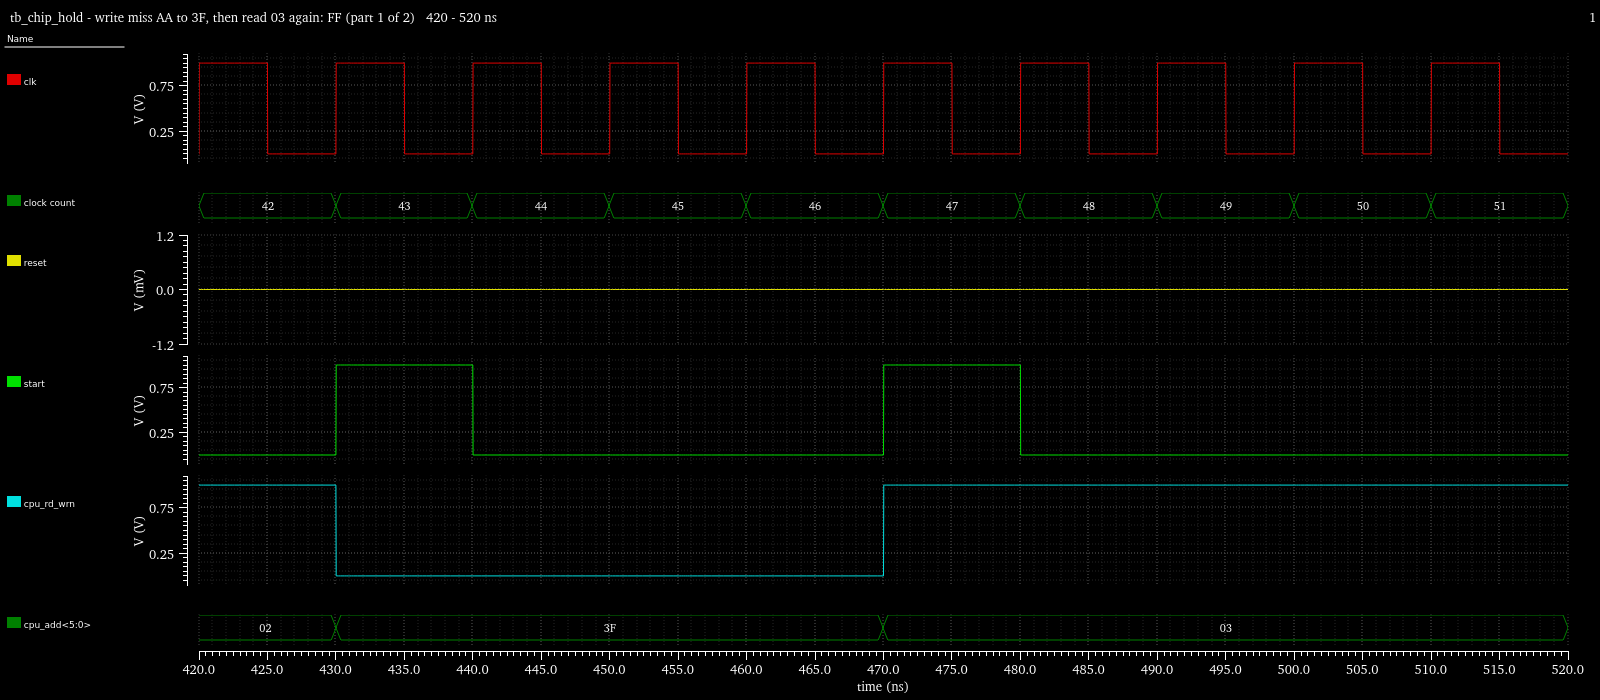 tb_chip_hold - write miss AA to 3F, then read 03 again: FF (part 1 of 2)   420 - 520 ns
1
Name
clk
V (V)
0.75
0.25
clock count
42 43 44 45 46 47 48 49 50 51
reset
V (mV)
1.2
0.0
-1.2
start
V (V)
0.75
0.25
cpu_rd_wrn
V (V)
0.75
0.25
cpu_add<5:0>
02 3F 03
420.0 425.0 430.0 435.0 440.0 445.0 450.0 455.0 460.0 465.0 470.0 475.0 480.0 485.0 490.0 495.0 500.0 505.0 510.0 515.0 520.0
time (ns)